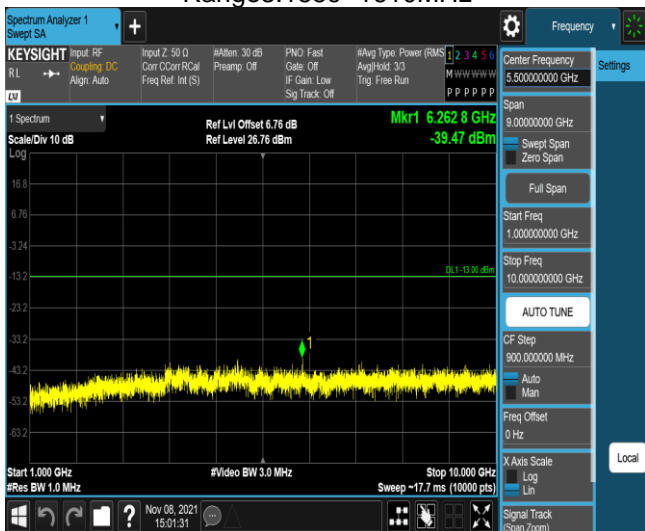 Spectrum Analyzer 1
Swept SA
+
Frequency
KEYSIGHT
RL
Input: RF
Coupling: DC
Align: Auto
Input Z: 50 Ω
Corr CCorr RCal
Freq Ref: Int (S)
#Atten: 30 dB
Preamp: Off
PNO: Fast
Gate: Off
IF Gain: Low
Sig Track: Off
#Avg Type: Power (RMS
Avg|Hold: 3/3
Trig: Free Run
1 2 3 4 5 6
M W W W W W
P P P P P P
1 Spectrum
Scale/Div 10 dB
Log
Ref Lvl Offset 6.76 dB
Ref Level 26.76 dBm
Mkr1 6.262 8 GHz
-39.47 dBm
16.8
6.76
-3.24
-13.2
-23.2
-33.2
-43.2
-53.2
-63.2
DL1 -13.00 dBm
1
Start 1.000 GHz
#Res BW 1.0 MHz
#Video BW 3.0 MHz
Stop 10.000 GHz
Sweep ~17.7 ms (10000 pts)
Center Frequency
5.500000000 GHz
Span
9.00000000 GHz
Swept Span
Zero Span
Full Span
Start Freq
1.000000000 GHz
Stop Freq
10.000000000 GHz
AUTO TUNE
CF Step
900.000000 MHz
Auto
Man
Freq Offset
0 Hz
X Axis Scale
Log
Lin
Signal Track
(Span Zoom)
Settings
Local
?
Nov 08, 2021
15:01:31